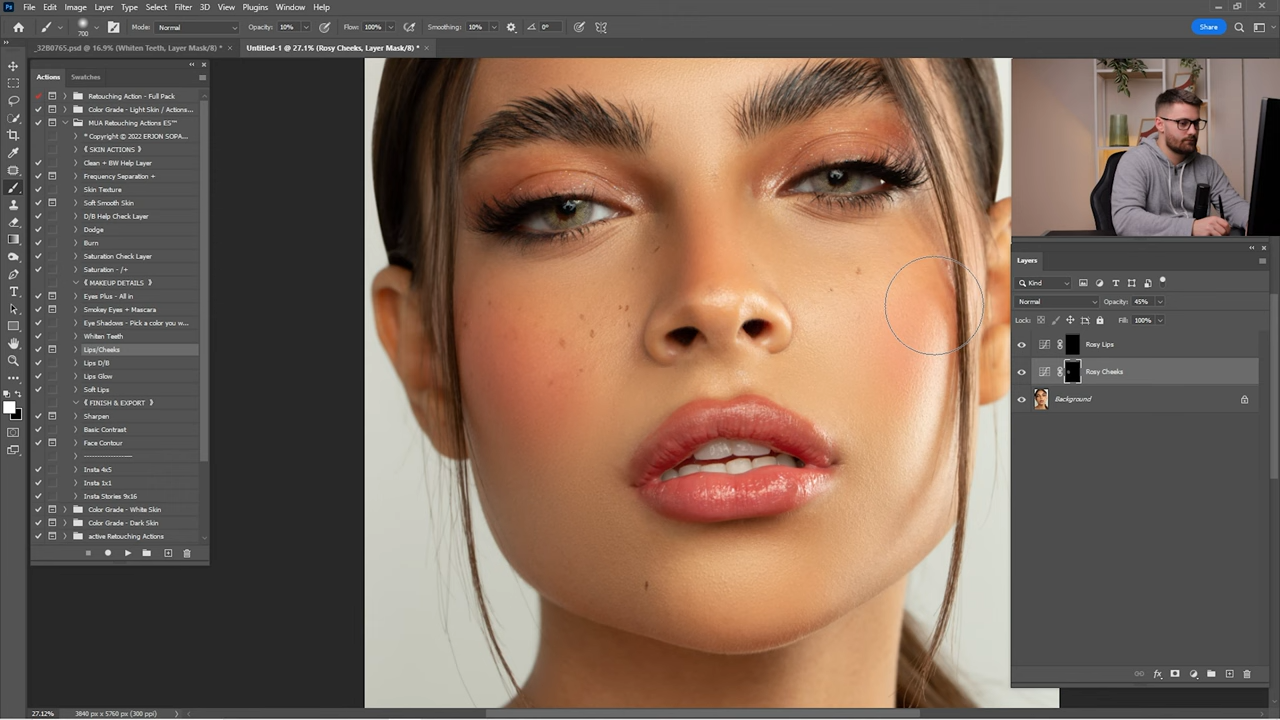 File Edit Image Layer Type Select Filter 3D View Plugins Window Help
700 Mode: Normal Opacity: 10% Flow: 100% Smoothing: 10% 0° Share
_32B0765.psd @ 16.9% (Whiten Teeth, Layer Mask/8) * × Untitled-1 @ 27.1% (Rosy Cheeks, Layer Mask/8) * ×
Actions Swatches
Retouching Action - Full Pack
Color Grade - Light Skin / Actions...
MUA Retouching Actions ES™
* Copyright © 2022 ERJON SOPA...
《 SKIN ACTIONS 》
Clean + BW Help Layer
Frequency Separation +
Skin Texture
Soft Smooth Skin
D/B Help Check Layer
Dodge
Burn
Saturation Check Layer
Saturation - /+
《 MAKEUP DETAILS 》
Eyes Plus - All in
Smokey Eyes + Mascara
Eye Shadows - Pick a color you w...
Whiten Teeth
Lips/Cheeks
Lips D/B
Lips Glow
Soft Lips
《 FINISH & EXPORT 》
Sharpen
Basic Contrast
Face Contour
-------------------
Insta 4x5
Insta 1x1
Insta Stories 9x16
Color Grade - White Skin
Color Grade - Dark Skin
active Retouching Actions
Layers
Kind
Normal Opacity: 45%
Lock: Fill: 100%
Rosy Lips
Rosy Cheeks
Background
27.12% 3840 px x 5760 px (300 ppi)